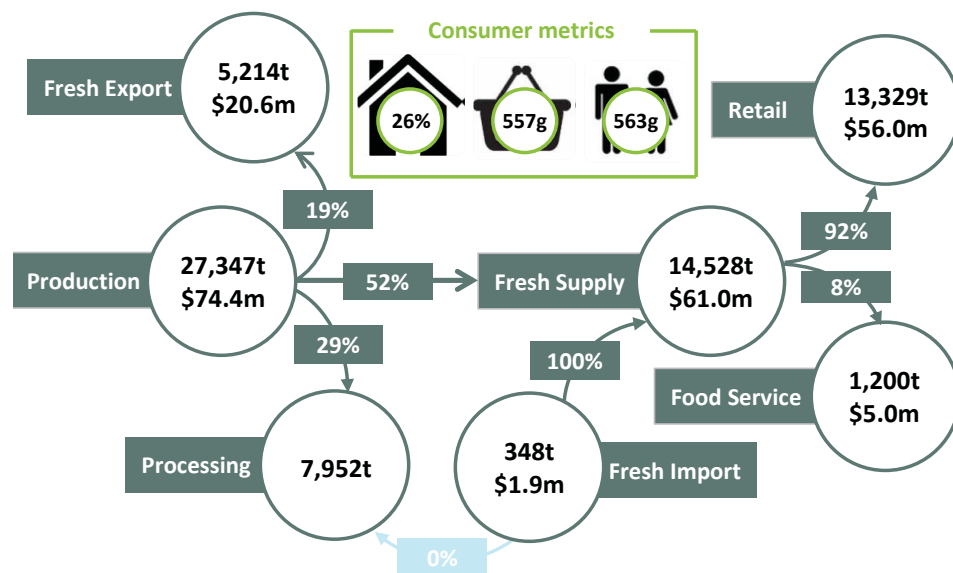 Consumer metrics
Fresh Export
5,214t
$20.6m
26%
557g
563g
Retail
13,329t
$56.0m
19%
92%
Production
27,347t
$74.4m
52%
Fresh Supply
14,528t
$61.0m
8%
29%
100%
Food Service
1,200t
$5.0m
Processing
7,952t
348t
$1.9m
Fresh Import
0%